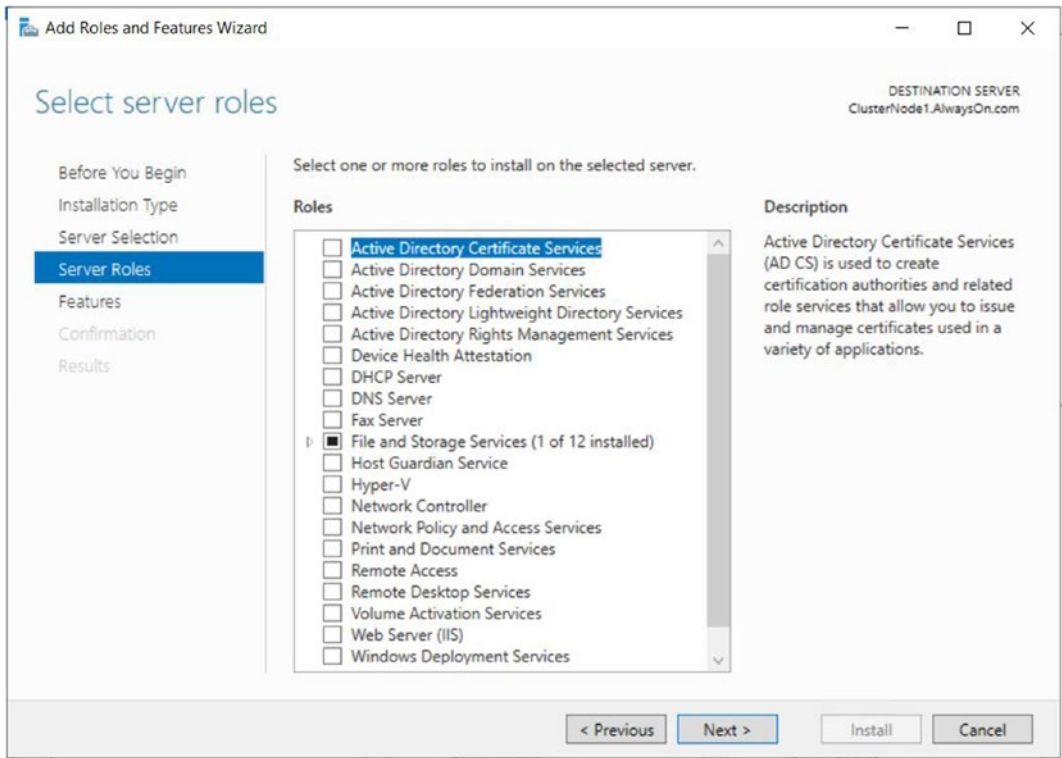 Add Roles and Features Wizard
Select server roles
DESTINATION SERVER
ClusterNode1.AlwaysOn.com
Before You Begin
Installation Type
Server Selection
Server Roles
Features
Confirmation
Results
Select one or more roles to install on the selected server.
Roles
Active Directory Certificate Services
Active Directory Domain Services
Active Directory Federation Services
Active Directory Lightweight Directory Services
Active Directory Rights Management Services
Device Health Attestation
DHCP Server
DNS Server
Fax Server
File and Storage Services (1 of 12 installed)
Host Guardian Service
Hyper-V
Network Controller
Network Policy and Access Services
Print and Document Services
Remote Access
Remote Desktop Services
Volume Activation Services
Web Server (IIS)
Windows Deployment Services
Description
Active Directory Certificate Services
(AD CS) is used to create
certification authorities and related
role services that allow you to issue
and manage certificates used in a
variety of applications.
< Previous
Next >
Install
Cancel